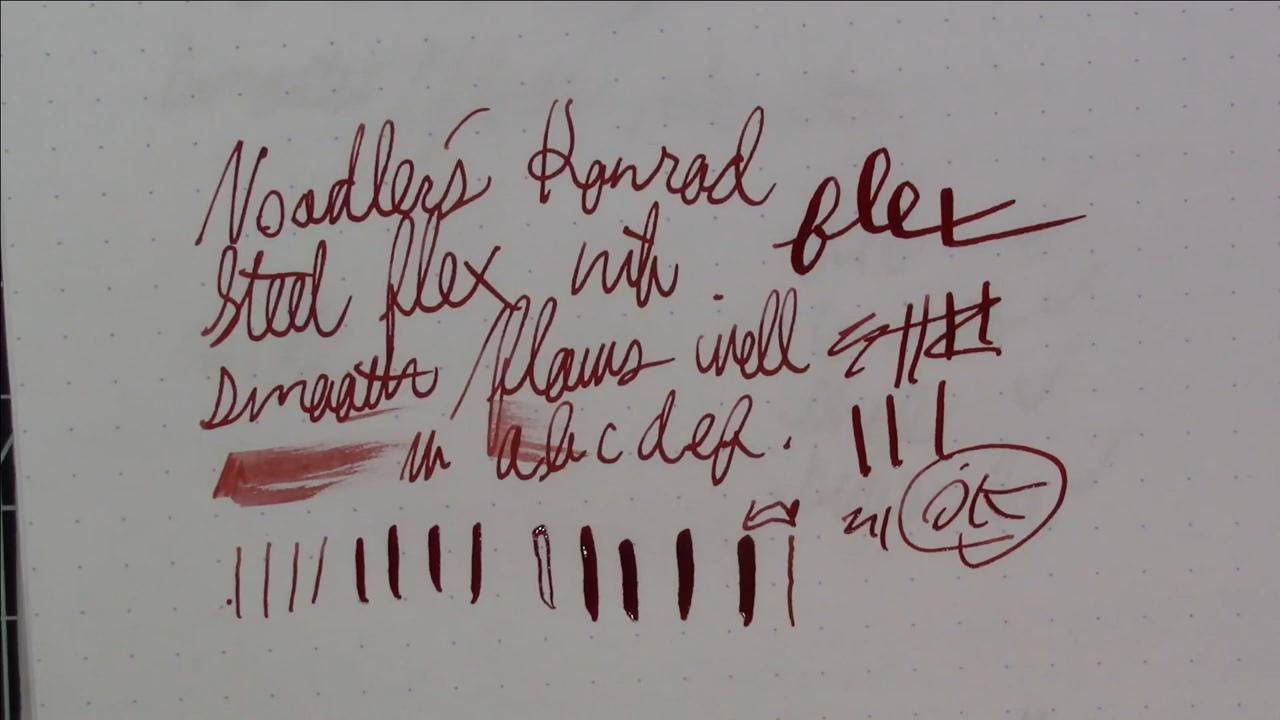 Noodler's Konrad flex
steel flex nib
smooth / flows well
abcdef.
OK